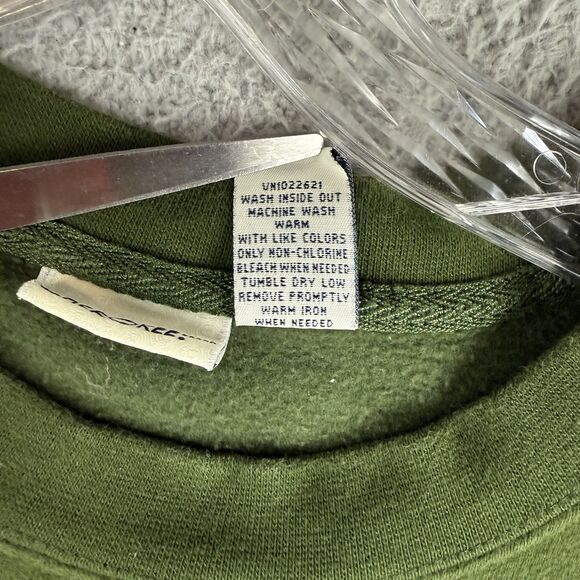 VN1022621
WASH INSIDE OUT
MACHINE WASH
WARM
WITH LIKE COLORS
ONLY NON-CHLORINE
BLEACH WHEN NEEDED
TUMBLE DRY LOW
REMOVE PROMPTLY
WARM IRON
WHEN NEEDED